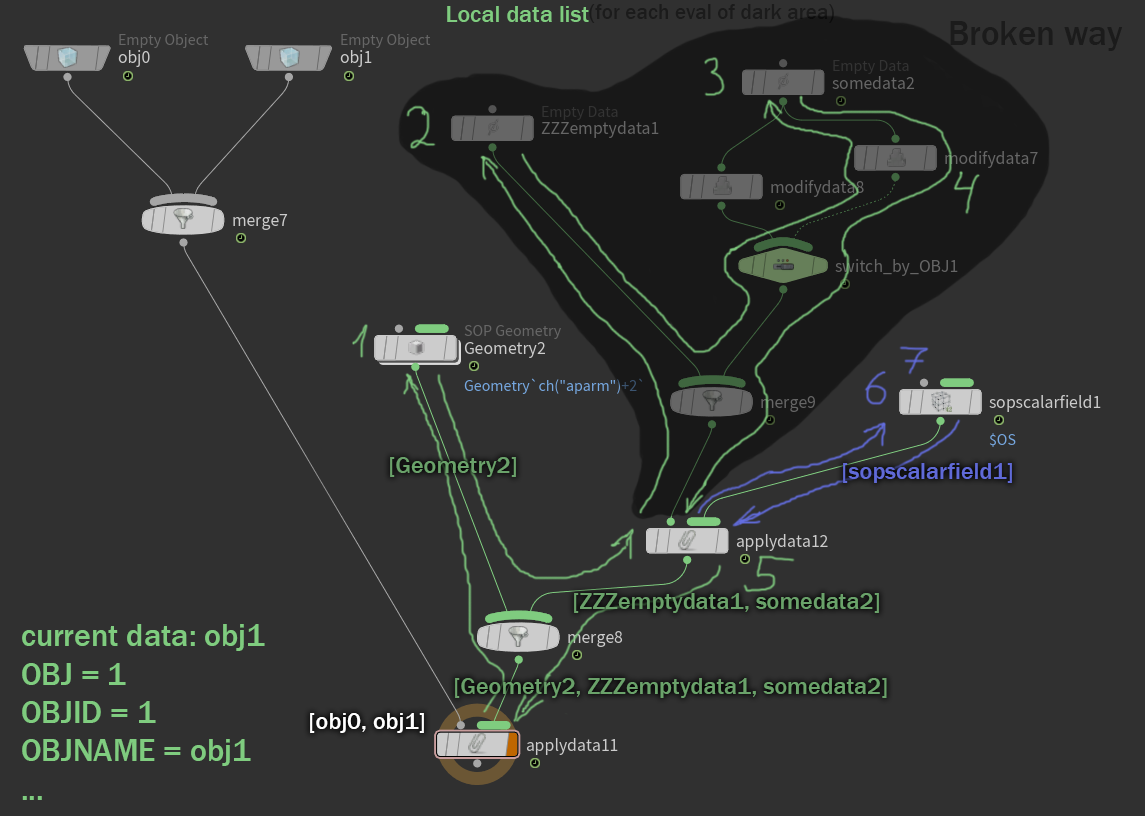 Local data list(for each eval of dark area)
Broken way
Empty Object
obj0
Empty Object
obj1
3
Empty Data
somedata2
2
Empty Data
ZZZemptydata1
modifydata7
modifydata8
4
merge7
switch_by_OBJ1
1
SOP Geometry
Geometry2
Geometry`ch("aparm")+2`
7
6
merge9
sopscalarfield1
$OS
[Geometry2]
[sopscalarfield1]
applydata12
5
[ZZZemptydata1, somedata2]
merge8
current data: obj1
OBJ = 1
OBJID = 1
OBJNAME = obj1
...
[Geometry2, ZZZemptydata1, somedata2]
[obj0, obj1]
applydata11